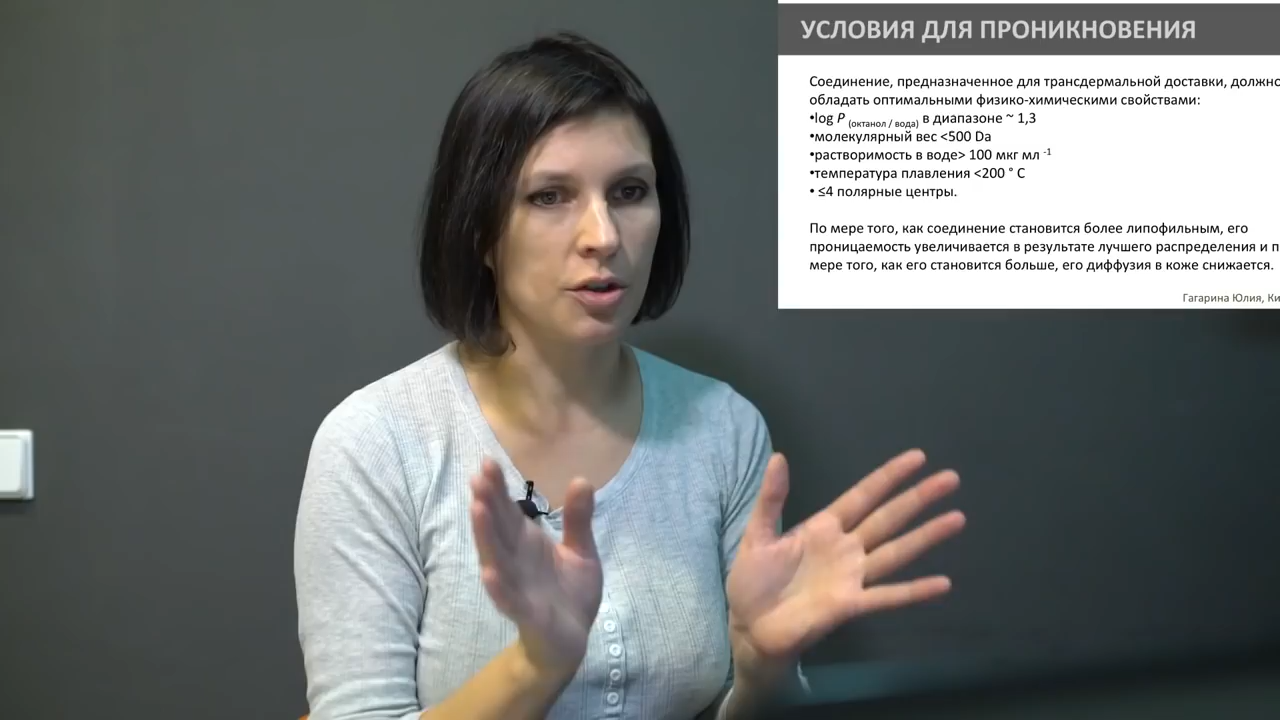 УСЛОВИЯ ДЛЯ ПРОНИКНОВЕНИЯ
Соединение, предназначенное для трансдермальной доставки, должно
обладать оптимальными физико-химическими свойствами:
•log P (октанол / вода) в диапазоне ~ 1,3
•молекулярный вес <500 Da
•растворимость в воде> 100 мкг мл -1
•температура плавления <200 ° С
• ≤4 полярные центры.
По мере того, как соединение становится более липофильным, его
проницаемость увеличивается в результате лучшего распределения и
мере того, как его становится больше, его диффузия в коже снижается.
Гагарина Юлия,